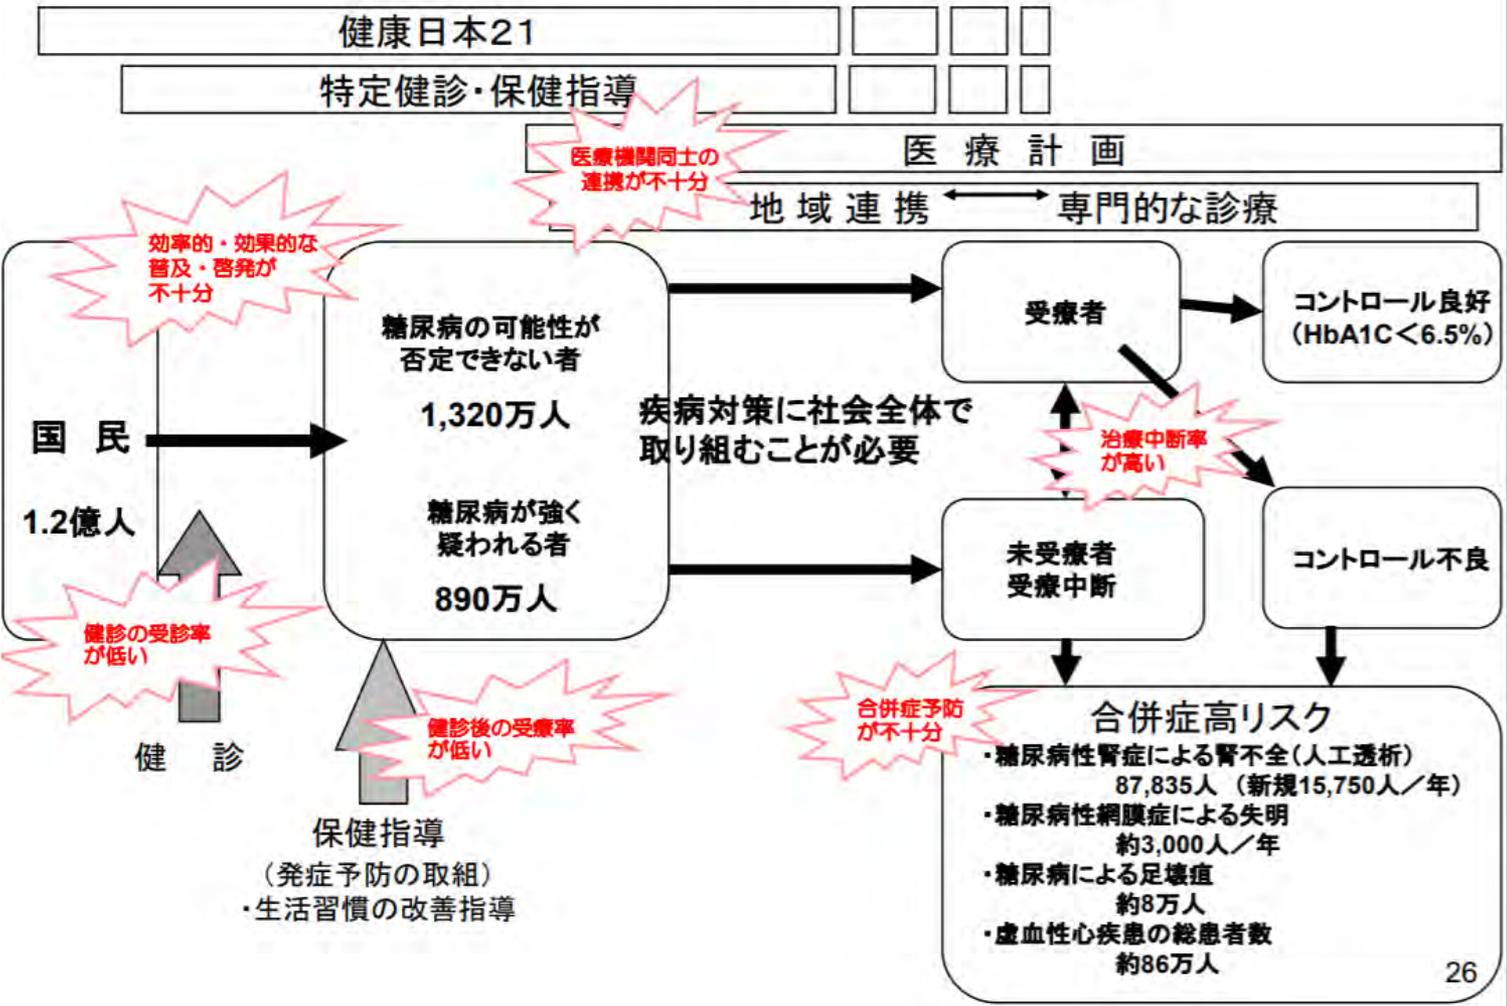 健康日本21
特定健診・保健指導
医療計画
地域連携 専門的な診療
医療機関同士の
連携が不十分
効率的・効果的な
普及・啓発が
不十分
国民
1.2億人
糖尿病の可能性が
否定できない者
1,320万人
糖尿病が強く
疑われる者
890万人
疾病対策に社会全体で
取り組むことが必要
受療者
コントロール良好
(HbA1C<6.5%)
治療中断率
が高い
未受療者
受療中断
コントロール不良
健診の受診率
が低い
健診
健診後の受療率
が低い
保健指導
(発症予防の取組)
・生活習慣の改善指導
合併症予防
が不十分
合併症高リスク
・糖尿病性腎症による腎不全(人工透析)
87,835人 (新規15,750人/年)
・糖尿病性網膜症による失明
約3,000人/年
・糖尿病による足壊疽
約8万人
・虚血性心疾患の総患者数
約86万人
26